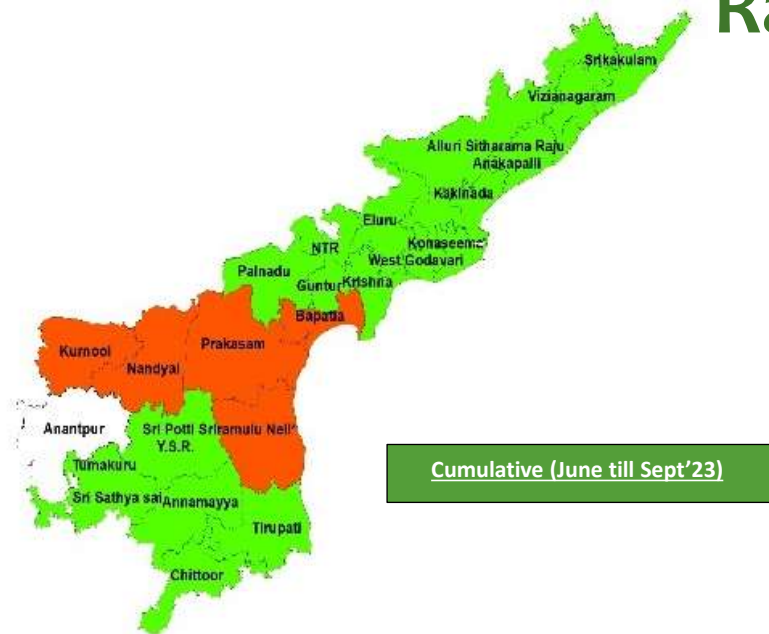 Ra
Srikakulam
Vizianagaram
Alluri Sitharama Raju
Anakapalli
Kakinada
Eluru
Konaseema
NTR
West Godavari
Palnadu
Guntur
Krishna
Bapatla
Prakasam
Kurnool
Nandyal
Anantpur
Sri Potti Sriramulu Nell
Y.S.R.
Tumakuru
Sri Sathya sai
Annamayya
Tirupati
Chittoor
Cumulative (June till Sept'23)